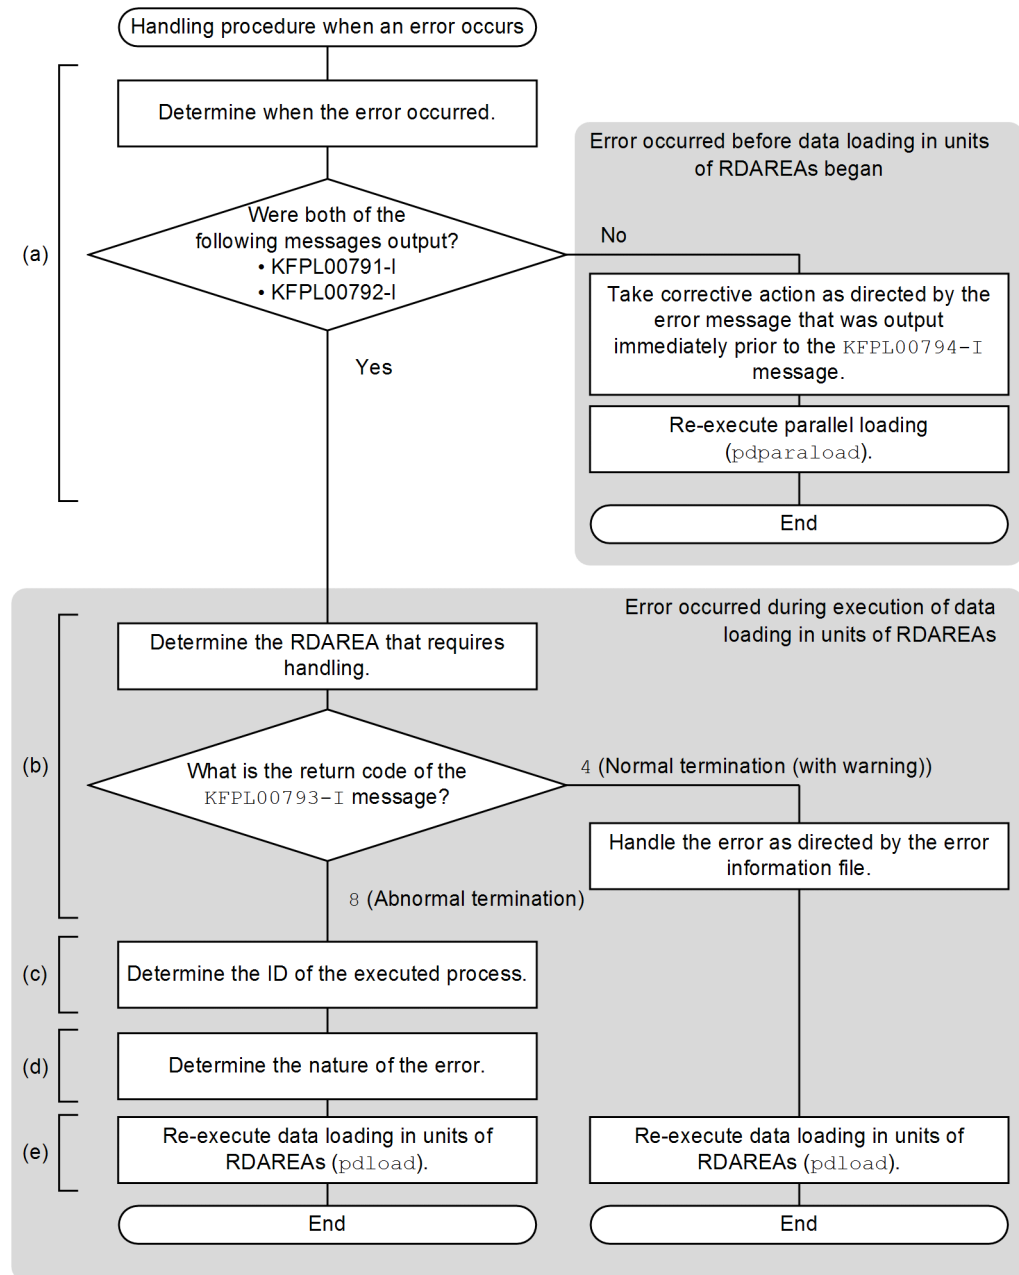 Handling procedure when an error occurs
(a)
Determine when the error occurred.
Were both of the
following messages output?
• KFPL00791-I
• KFPL00792-I
No
Yes
Error occurred before data loading in units
of RDAREAs began
Take corrective action as directed by the
error message that was output
immediately prior to the KFPL00794-I
message.
Re-execute parallel loading
(pdparaload).
End
Error occurred during execution of data
loading in units of RDAREAs
(b)
Determine the RDAREA that requires
handling.
What is the return code of the
KFPL00793-I message?
4 (Normal termination (with warning))
Handle the error as directed by the error
information file.
8 (Abnormal termination)
(c)
Determine the ID of the executed process.
(d)
Determine the nature of the error.
(e)
Re-execute data loading in units of
RDAREAs (pdload).
End
Re-execute data loading in units of
RDAREAs (pdload).
End